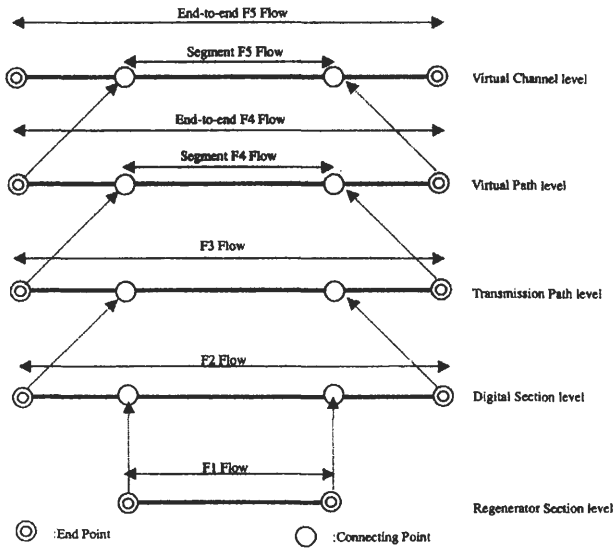 End-to-end F5 Flow
Segment F5 Flow
Virtual Channel level
End-to-end F4 Flow
Segment F4 Flow
Virtual Path level
F3 Flow
Transmission Path level
F2 Flow
Digital Section level
F1 Flow
Regenerator Section level
:End Point
:Connecting Point